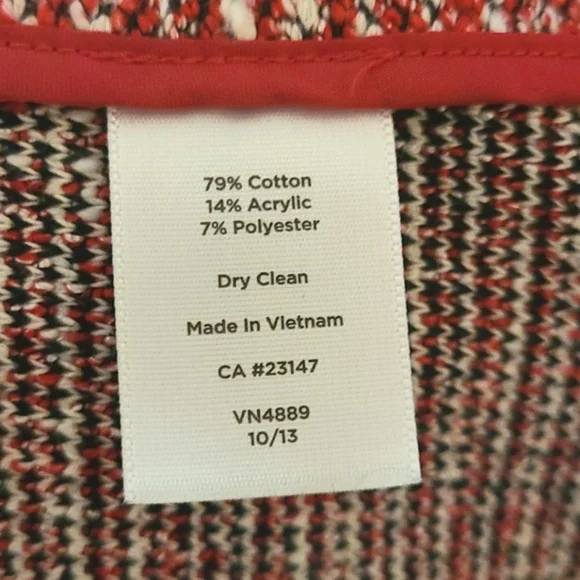 79% Cotton
14% Acrylic
7% Polyester
Dry Clean
Made In Vietnam
CA #23147
VN4889
10/13